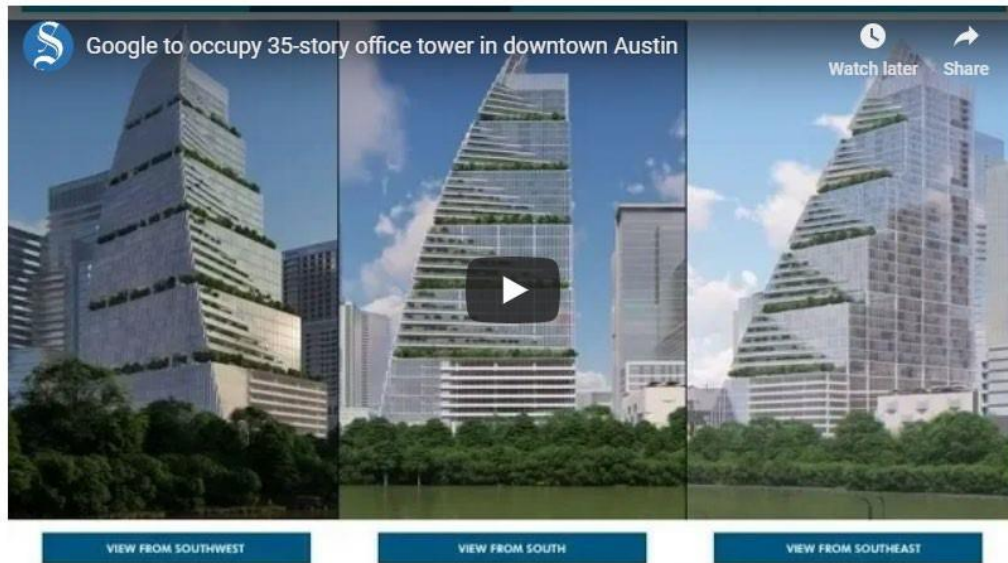 S
Google to occupy 35-story office tower in downtown Austin
Watch later
Share
VIEW FROM SOUTHWEST
VIEW FROM SOUTH
VIEW FROM SOUTHEAST